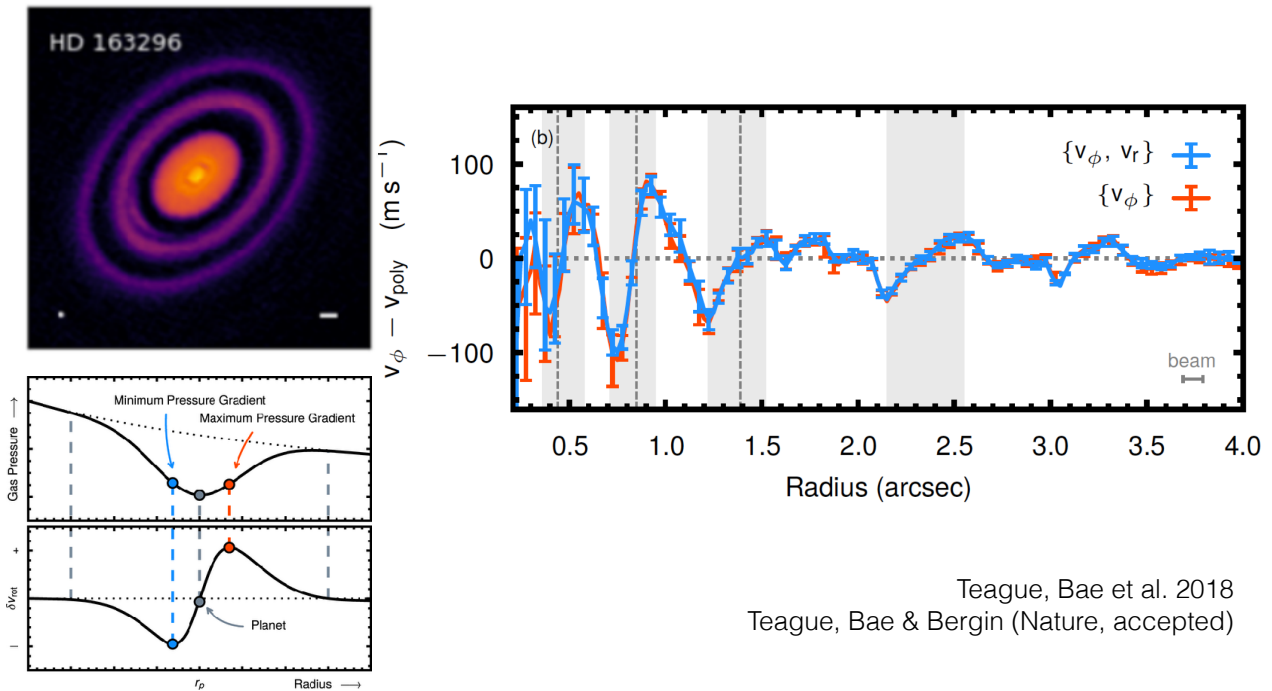 HD 163296
Gas Pressure →
Minimum Pressure Gradient
Maximum Pressure Gradient
δv_rot
+
−
Planet
r_p
Radius →
v_ϕ − v_poly (m s⁻¹)
(b)
{v_ϕ, v_r}
{v_ϕ}
100
0
−100
beam
0.5 1.0 1.5 2.0 2.5 3.0 3.5 4.0
Radius (arcsec)
Teague, Bae et al. 2018
Teague, Bae & Bergin (Nature, accepted)